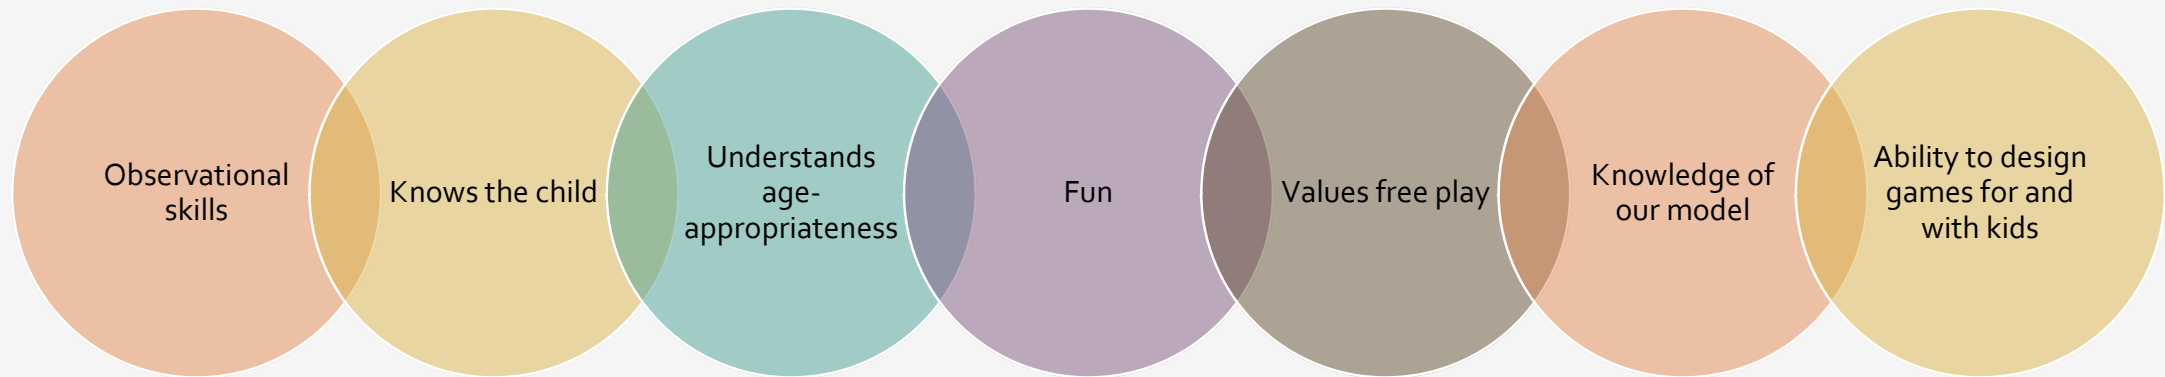 Observational
skills
Knows the child
Understands
age-
appropriateness
Fun
Values free play
Knowledge of
our model
Ability to design
games for and
with kids